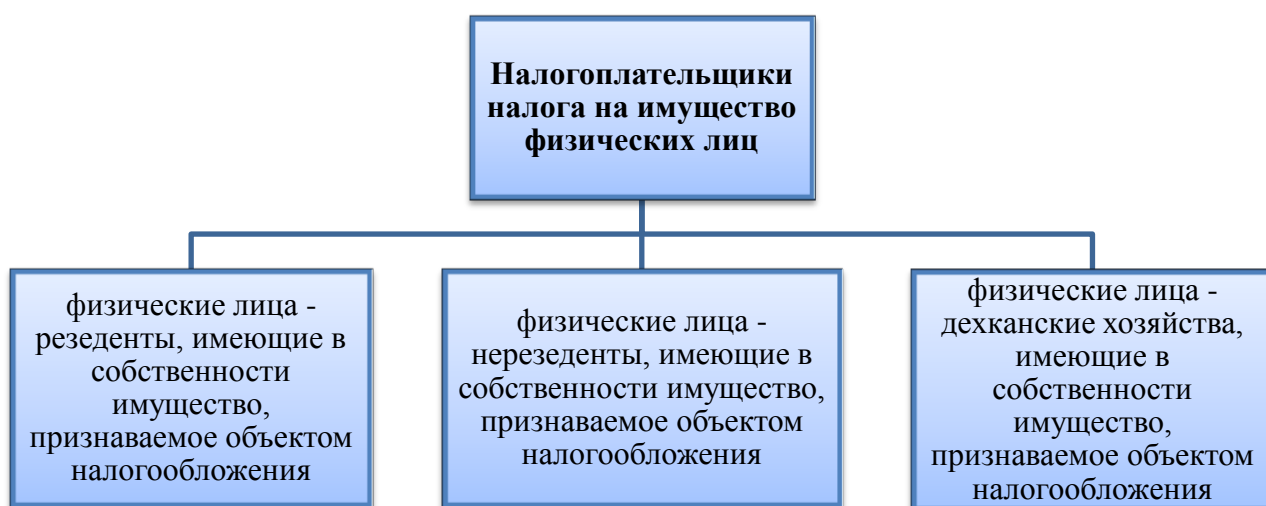 Налогоплательщики
налога на имущество
физических лиц
физические лица -
резеденты, имеющие в
собственности
имущество,
признаваемое объектом
налогообложения
физические лица -
нерезеденты, имеющие в
собственности имущество,
признаваемое объектом
налогообложения
физические лица -
дехканские хозяйства,
имеющие в
собственности
имущество,
признаваемое объектом
налогообложения